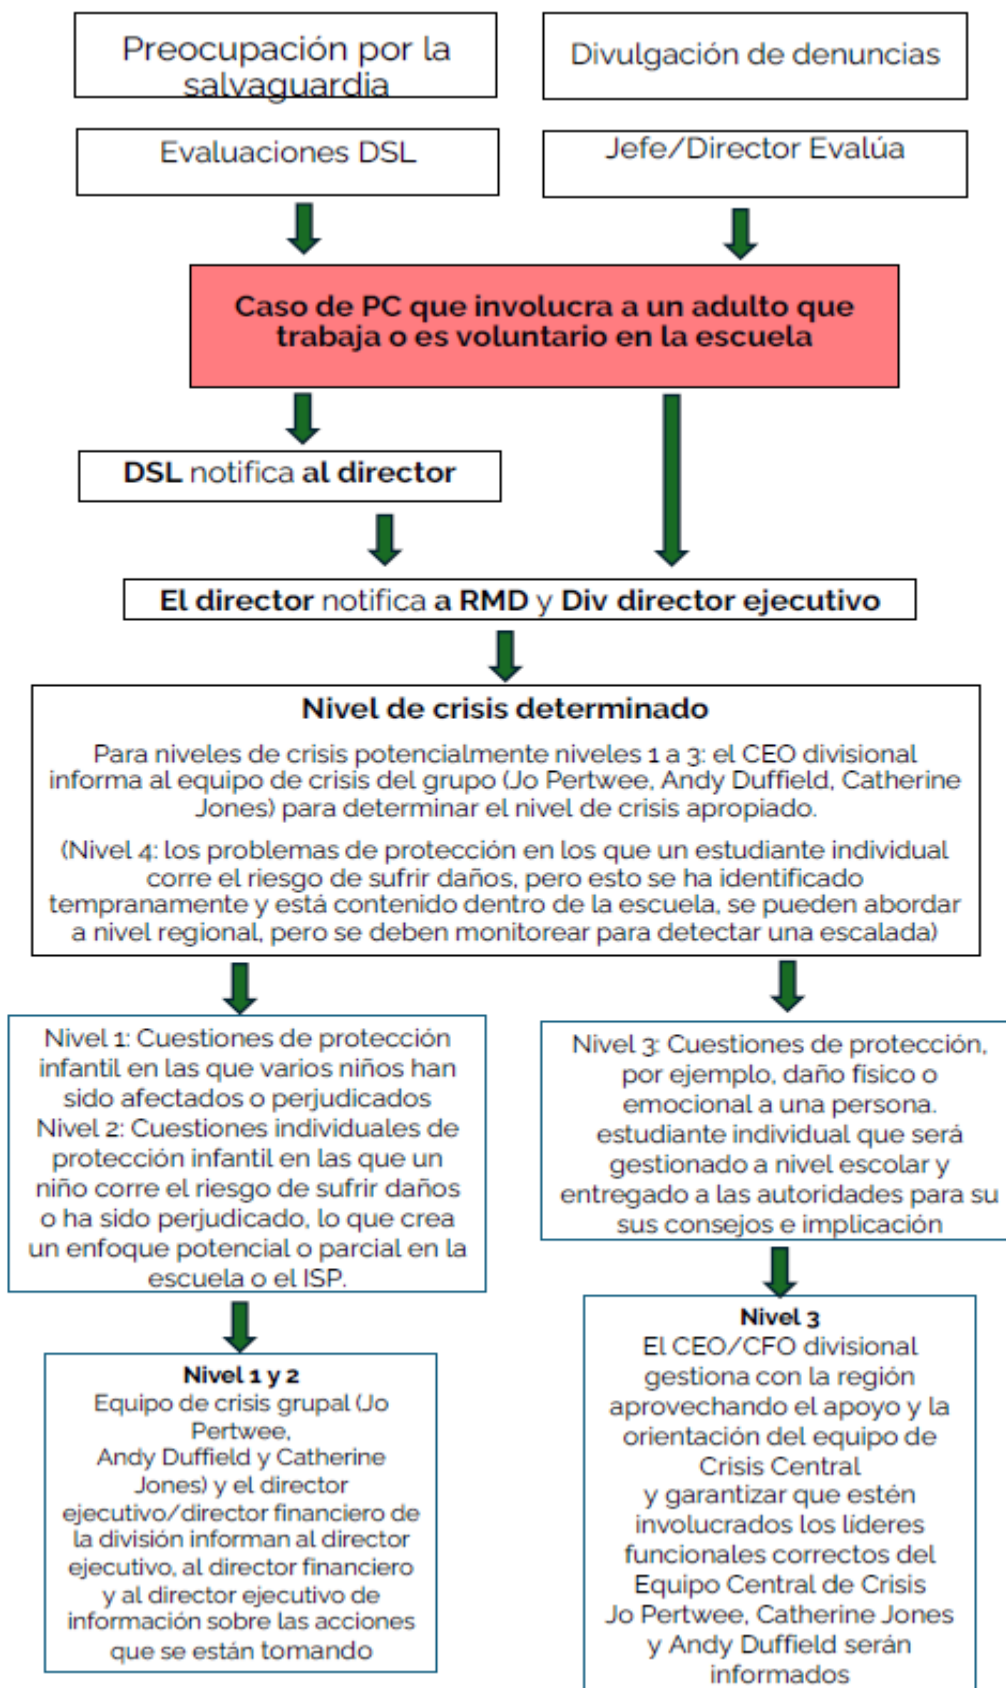 Preocupación por la
salvaguardia
Divulgación de denuncias
Evaluaciones DSL
Jefe/Director Evalúa
Caso de PC que involucra a un adulto que
trabaja o es voluntario en la escuela
DSL notifica al director
El director notifica a RMD y Div director ejecutivo
Nivel de crisis determinado
Para niveles de crisis potencialmente niveles 1 a 3: el CEO divisional
informa al equipo de crisis del grupo (Jo Pertwee, Andy Duffield, Catherine
Jones) para determinar el nivel de crisis apropiado.
(Nivel 4: los problemas de protección en los que un estudiante individual
corre el riesgo de sufrir daños, pero esto se ha identificado
tempranamente y está contenido dentro de la escuela, se pueden abordar
a nivel regional, pero se deben monitorear para detectar una escalada)
Nivel 1: Cuestiones de protección
infantil en las que varios niños han
sido afectados o perjudicados
Nivel 2: Cuestiones individuales de
protección infantil en las que un
niño corre el riesgo de sufrir daños
o ha sido perjudicado, lo que crea
un enfoque potencial o parcial en la
escuela o el ISP.
Nivel 3: Cuestiones de protección,
por ejemplo, daño físico o
emocional a una persona.
estudiante individual que será
gestionado a nivel escolar y
entregado a las autoridades para su
sus consejos e implicación
Nivel 1 y 2
Equipo de crisis grupal (Jo
Pertwee,
Andy Duffield y Catherine
Jones) y el director
ejecutivo/director financiero de
la división informan al director
ejecutivo, al director financiero
y al director ejecutivo de
información sobre las acciones
que se están tomando
Nivel 3
El CEO/CFO divisional
gestiona con la región
aprovechando el apoyo y la
orientación del equipo de
Crisis Central
y garantizar que estén
involucrados los líderes
funcionales correctos del
Equipo Central de Crisis
Jo Pertwee, Catherine Jones
y Andy Duffield serán
informados